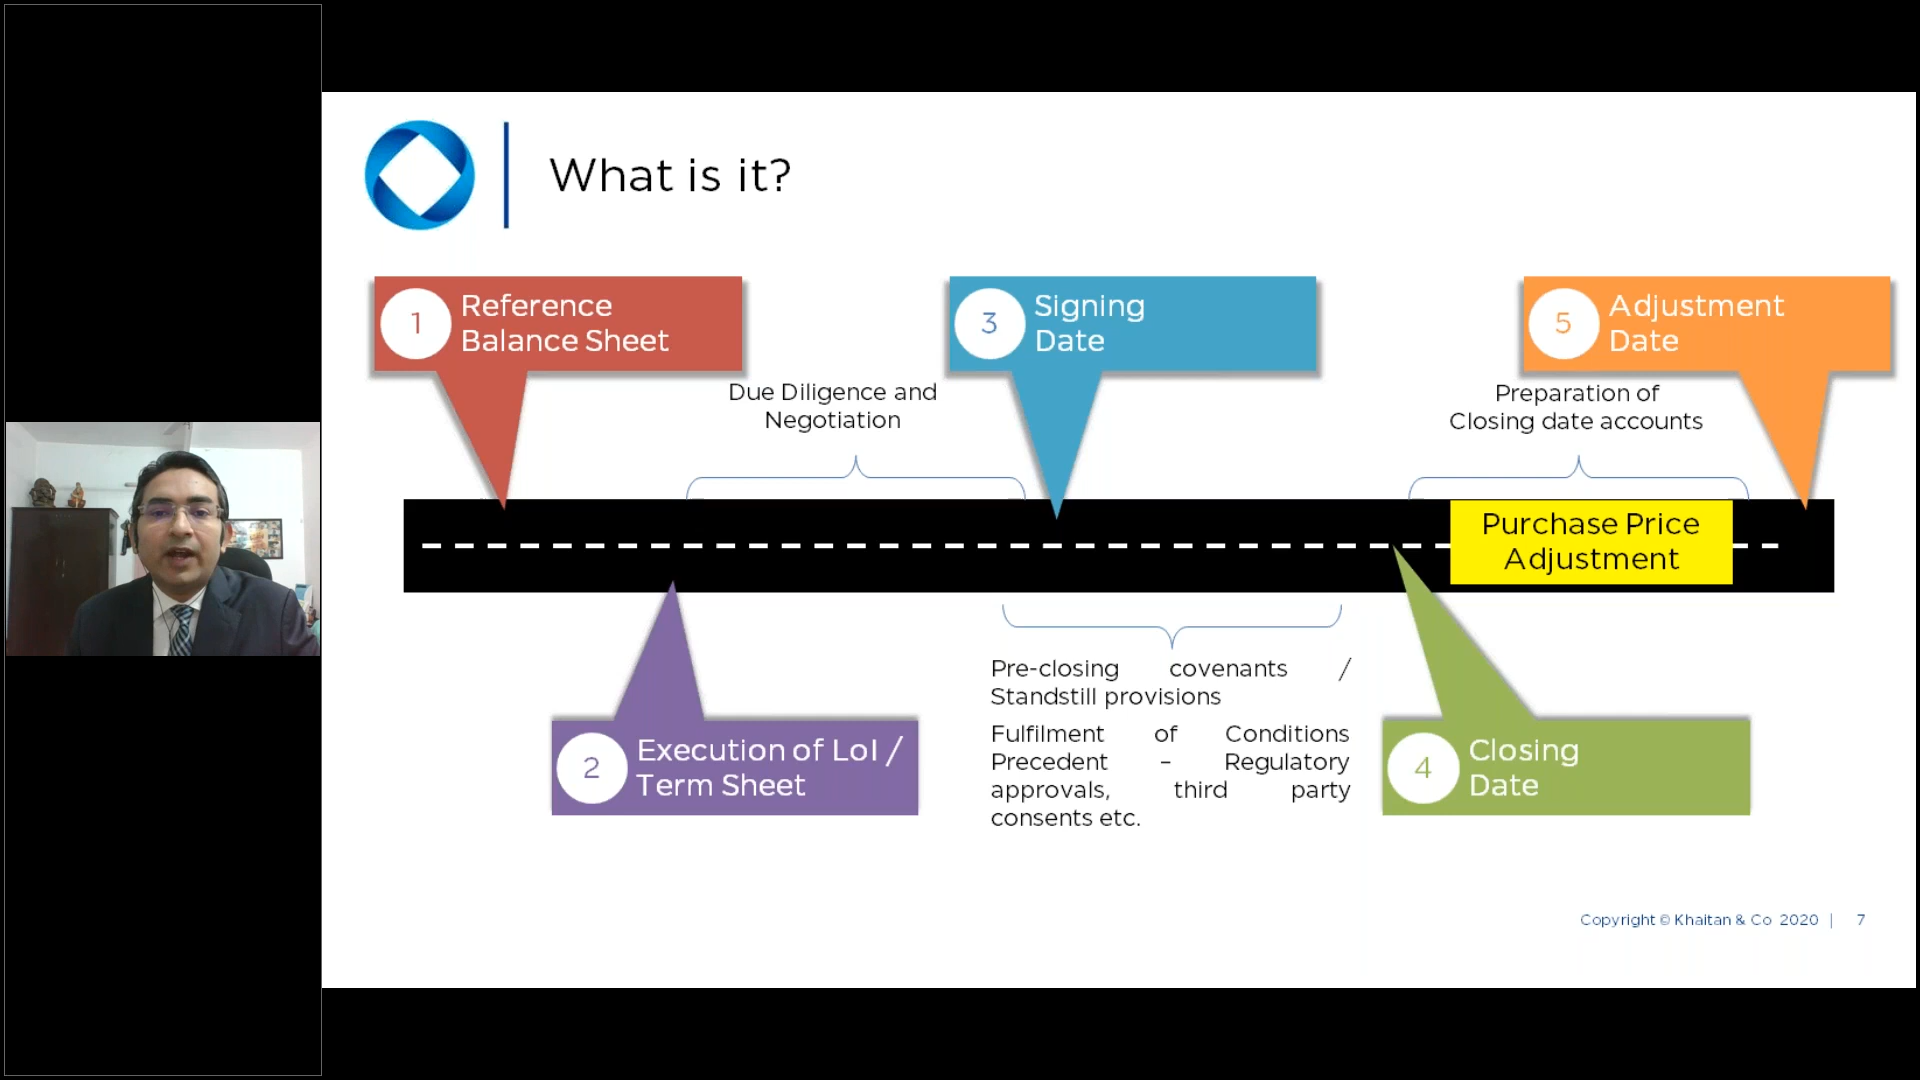 What is it?
1
Reference
Balance Sheet
3
Signing
Date
5
Adjustment
Date
Due Diligence and
Negotiation
Preparation of
Closing date accounts
Purchase Price
Adjustment
Pre-closing covenants /
Standstill provisions
Fulfilment of Conditions
Precedent – Regulatory
approvals, third party
consents etc.
2
Execution of LoI /
Term Sheet
4
Closing
Date
Copyright © Khaitan & Co 2020 | 7